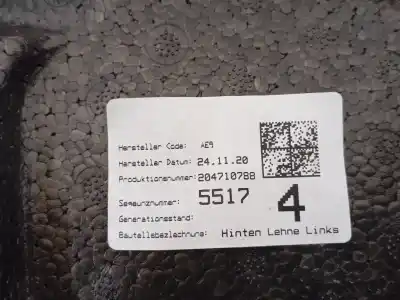 Hersteller Code: AE9
Hersteller Datum: 24.11.20
Produktionsnummer: 204710788
Sequenznummer: 5517
4
Generationsstand:
Bauteilebezeichnung: Hinten Lehne Links